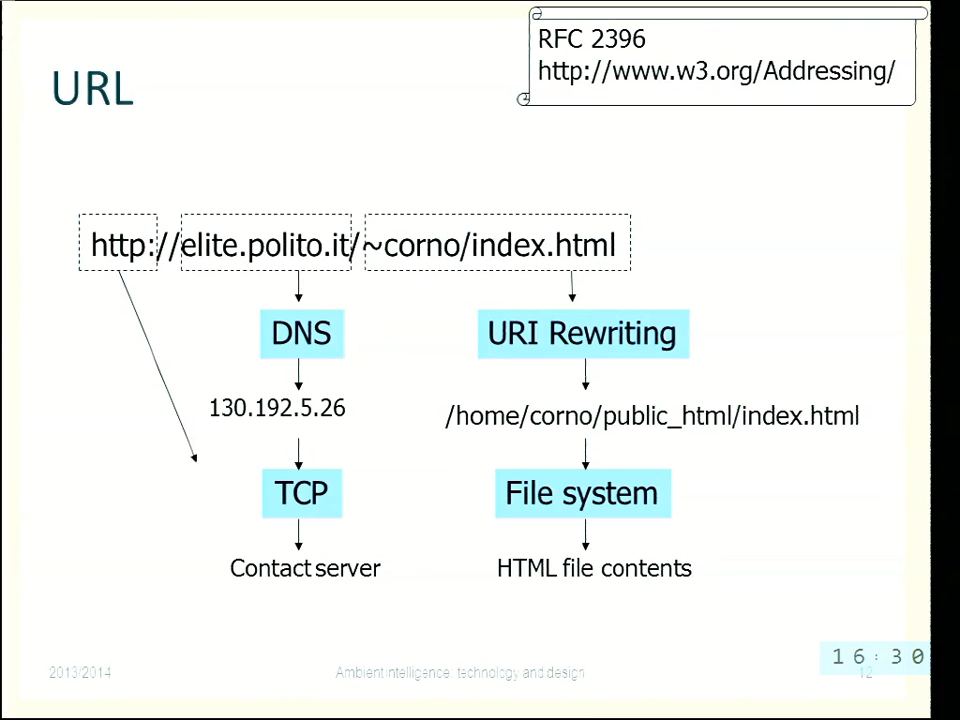 RFC 2396
http://www.w3.org/Addressing/
URL
http://elite.polito.it/~corno/index.html
DNS
URI Rewriting
130.192.5.26
/home/corno/public_html/index.html
TCP
File system
Contact server
HTML file contents
16:30
2013/2014
Ambient intelligence: technology and design
12